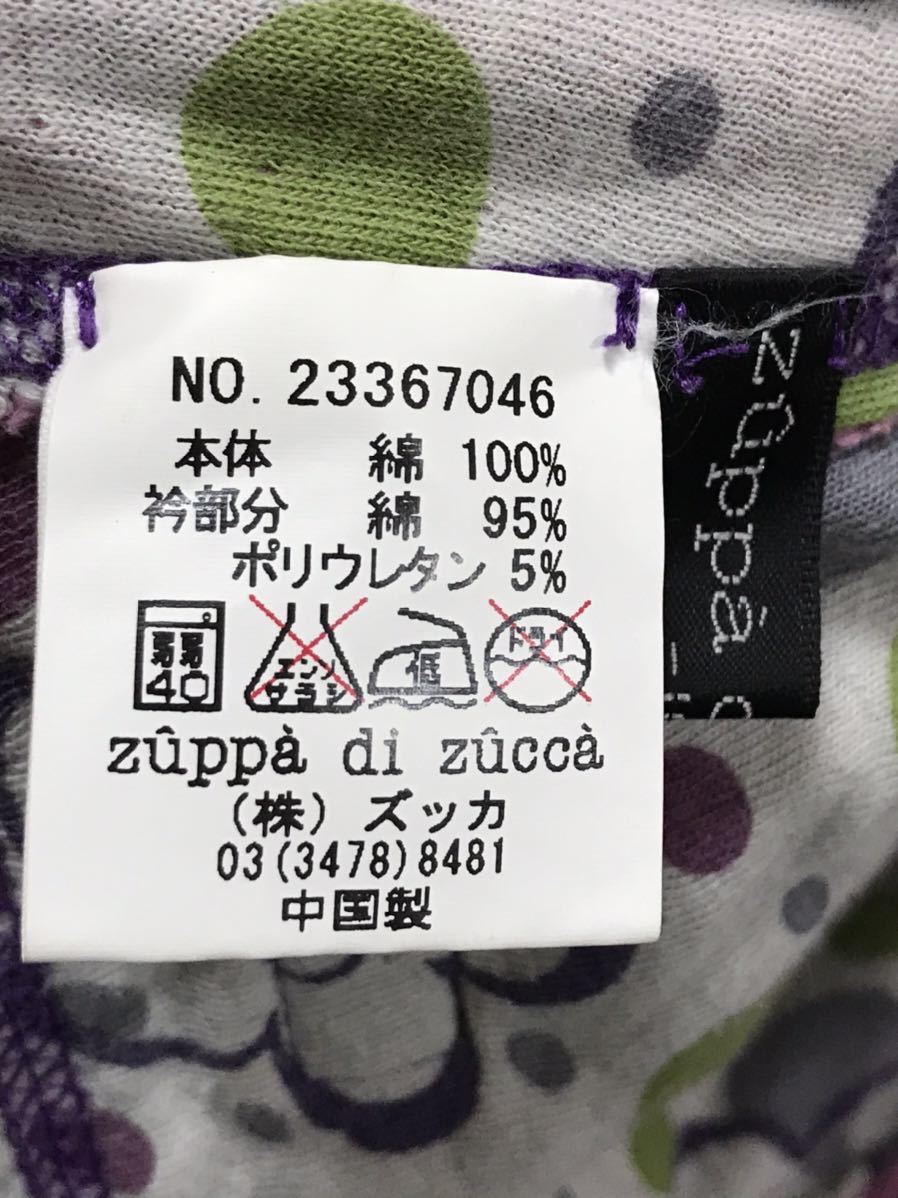 NO. 23367046
本体 綿 100%
衿部分 綿 95%
ポリウレタン 5%
弱 40
エンソ
サラシ
低
ドライ
zûppà di zûccà
(株) ズッカ
03(3478)8481
中国製
zûppà